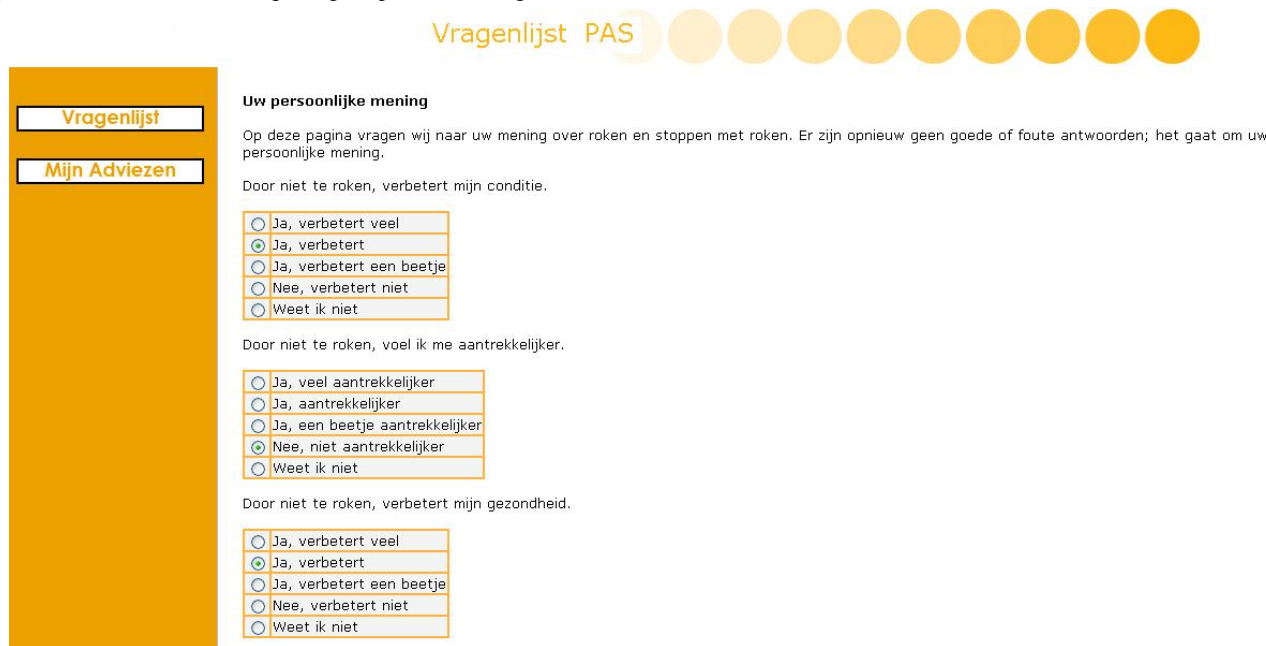 Vragenlijst PAS
Vragenlijst
Mijn Adviezen
Uw persoonlijke mening
Op deze pagina vragen wij naar uw mening over roken en stoppen met roken. Er zijn opnieuw geen goede of foute antwoorden; het gaat om uw
persoonlijke mening.
Door niet te roken, verbetert mijn conditie.
Ja, verbetert veel
Ja, verbetert
Ja, verbetert een beetje
Nee, verbetert niet
Weet ik niet
Door niet te roken, voel ik me aantrekkelijker.
Ja, veel aantrekkelijker
Ja, aantrekkelijker
Ja, een beetje aantrekkelijker
Nee, niet aantrekkelijker
Weet ik niet
Door niet te roken, verbetert mijn gezondheid.
Ja, verbetert veel
Ja, verbetert
Ja, verbetert een beetje
Nee, verbetert niet
Weet ik niet